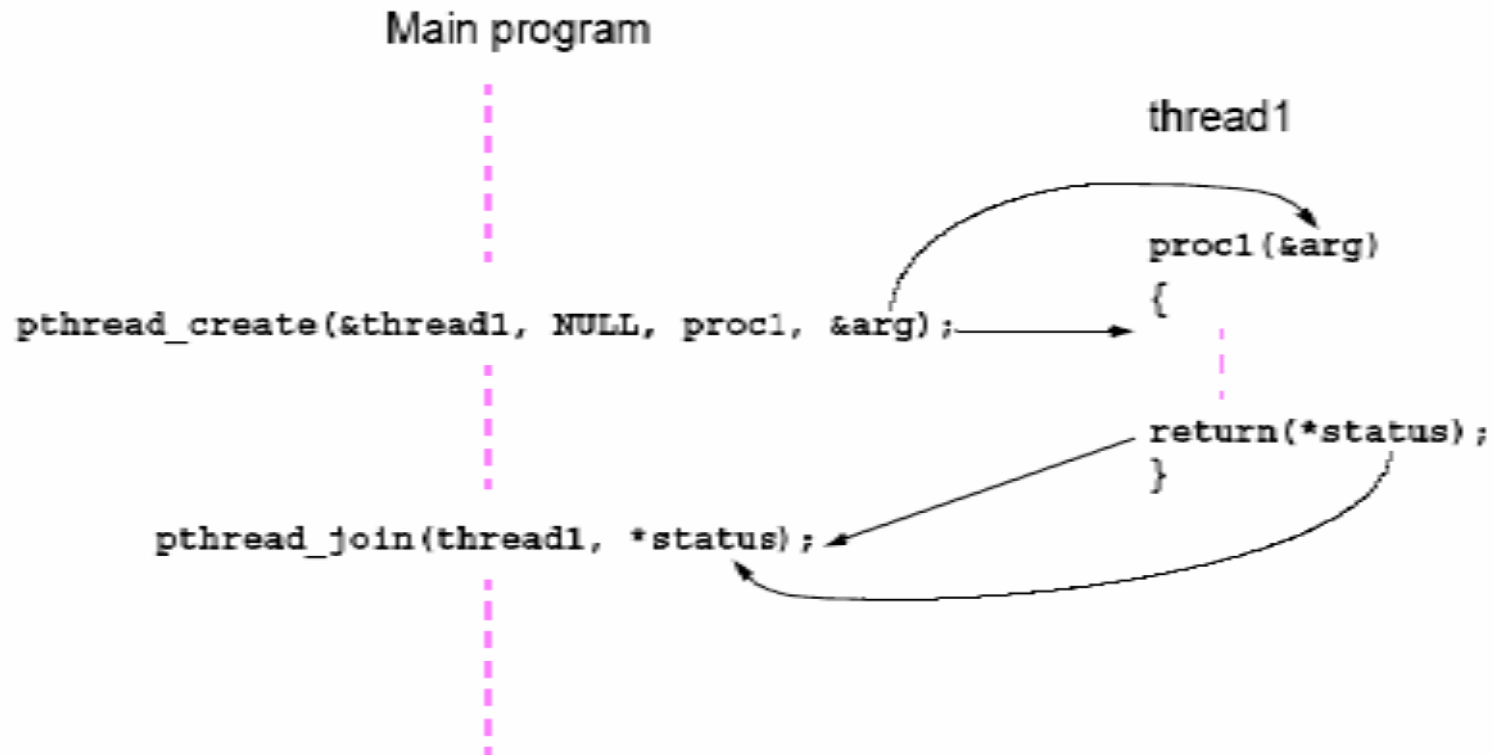 Main program
thread1
proc1(&arg)
{
pthread_create(&thread1, NULL, proc1, &arg);
return(*status);
}
pthread_join(thread1, *status);